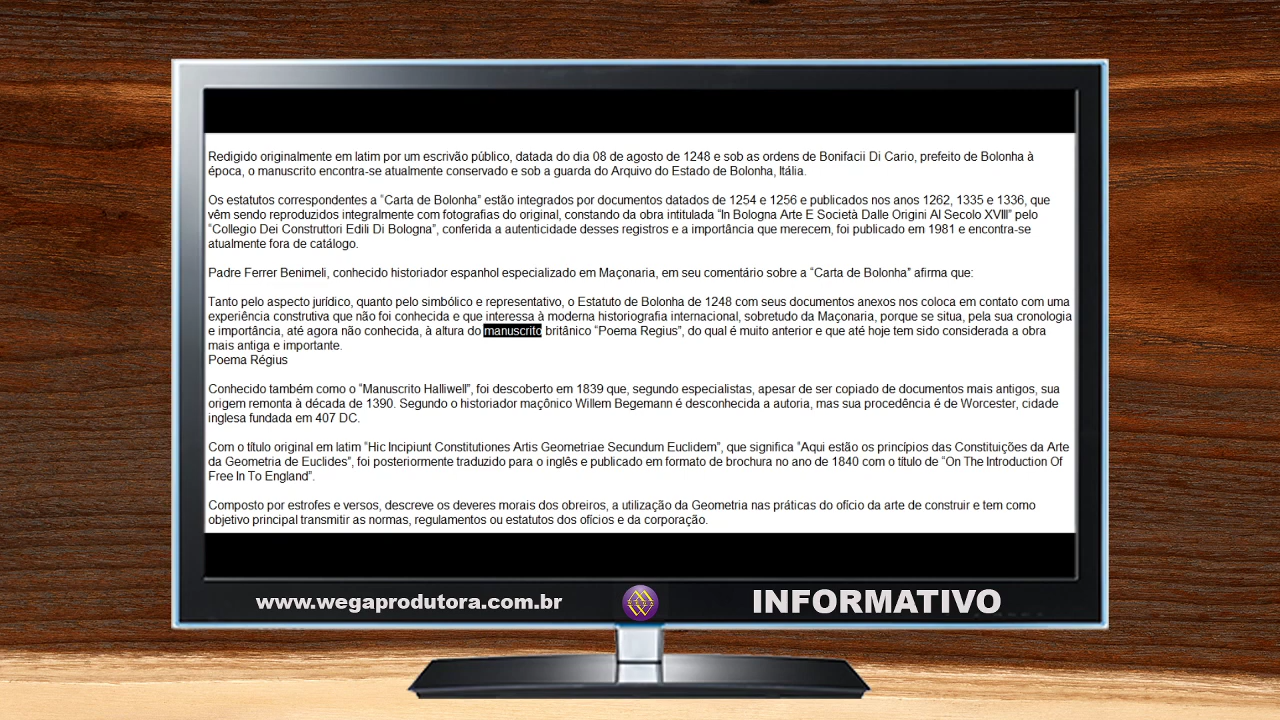 Redigido originalmente em latim por um escrivão público, datada do dia 08 de agosto de 1248 e sob as ordens de Bonifacii Di Cario, prefeito de Bolonha à
época, o manuscrito encontra-se atualmente conservado e sob a guarda do Arquivo do Estado de Bolonha, Itália.
Os estatutos correspondentes a "Carta de Bolonha" estão integrados por documentos datados de 1254 e 1256 e publicados nos anos 1262, 1335 e 1336, que
vêm sendo reproduzidos integralmente com fotografias do original, constando da obra intitulada "In Bologna Arte E Società Dalle Origini Al Secolo XVIII" pelo
"Collegio Dei Construttori Edili Di Bologna", conferida a autenticidade desses registros e a importância que merecem, foi publicado em 1981 e encontra-se
atualmente fora de catálogo.
Padre Ferrer Benimeli, conhecido historiador espanhol especializado em Maçonaria, em seu comentário sobre a "Carta de Bolonha" afirma que:
Tanto pelo aspecto jurídico, quanto pelo simbólico e representativo, o Estatuto de Bolonha de 1248 com seus documentos anexos nos coloca em contato com uma
experiência construtiva que não foi conhecida e que interessa à moderna historiografia internacional, sobretudo da Maçonaria, porque se situa, pela sua cronologia
e importância, até agora não conhecida, à altura do manuscrito britânico "Poema Regius", do qual é muito anterior e que até hoje tem sido considerada a obra
mais antiga e importante.
Poema Régius
Conhecido também como o "Manuscrito Halliwell", foi descoberto em 1839 que, segundo especialistas, apesar de ser copiado de documentos mais antigos, sua
origem remonta à década de 1390. Segundo o historiador maçônico Willem Begemann é desconhecida a autoria, mas sua procedência é de Worcester, cidade
inglesa fundada em 407 DC.
Com o título original em latim "Hic Incipiunt Constitutiones Artis Geometriae Secundum Euclidem", que significa "Aqui estão os princípios das Constituições da Arte
da Geometria de Euclides", foi posteriormente traduzido para o inglês e publicado em formato de brochura no ano de 1840 com o título de "On The Introduction Of
Free In To England".
Composto por estrofes e versos, descreve os deveres morais dos obreiros, a utilização da Geometria nas práticas do ofício da arte de construir e tem como
objetivo principal transmitir as normas, regulamentos ou estatutos dos ofícios e da corporação.
www.wegaprodutora.com.br INFORMATIVO